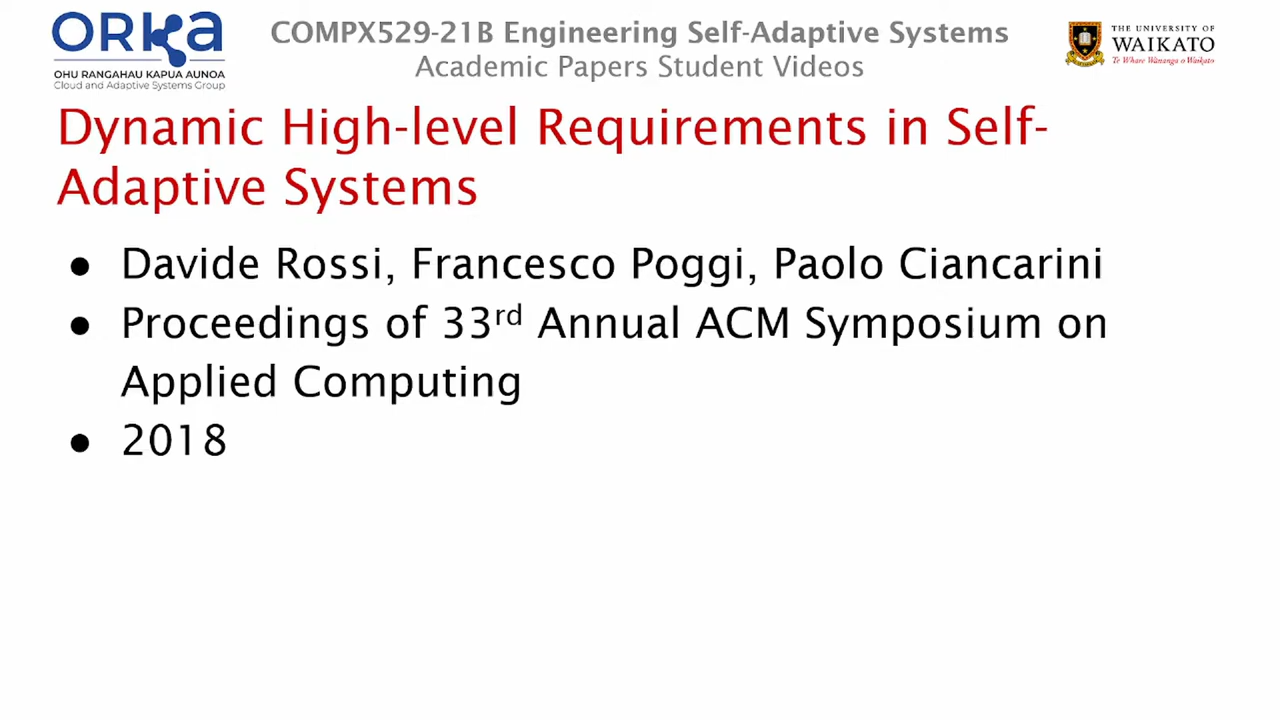 ORKa
OHU RANGAHAU KAPUA AUNOA
Cloud and Adaptive Systems Group
COMPX529-21B Engineering Self-Adaptive Systems
Academic Papers Student Videos
THE UNIVERSITY OF
WAIKATO
Te Whare Wānanga o Waikato
Dynamic High-level Requirements in Self-
Adaptive Systems
● Davide Rossi, Francesco Poggi, Paolo Ciancarini
● Proceedings of 33rd Annual ACM Symposium on
Applied Computing
● 2018